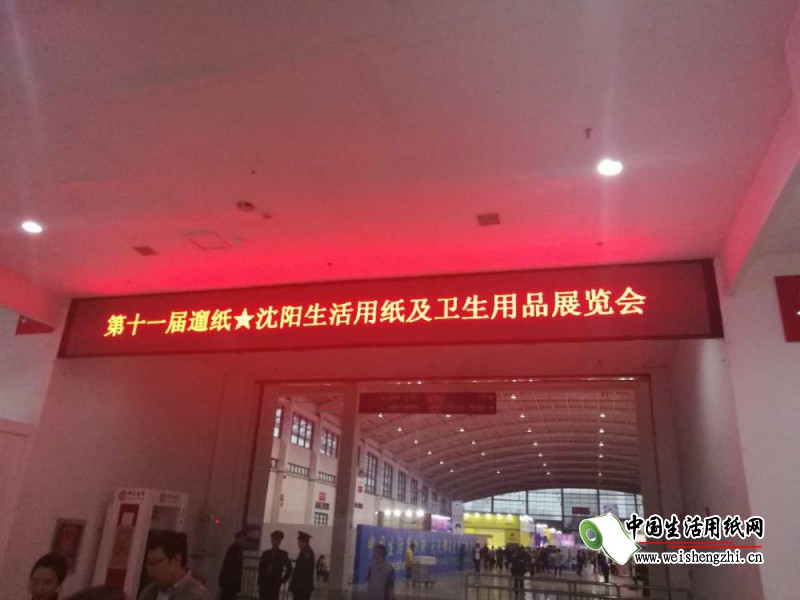 第十一届遛纸★沈阳生活用纸及卫生用品展览会
中国生活用纸网
www.weishengzhi.cn